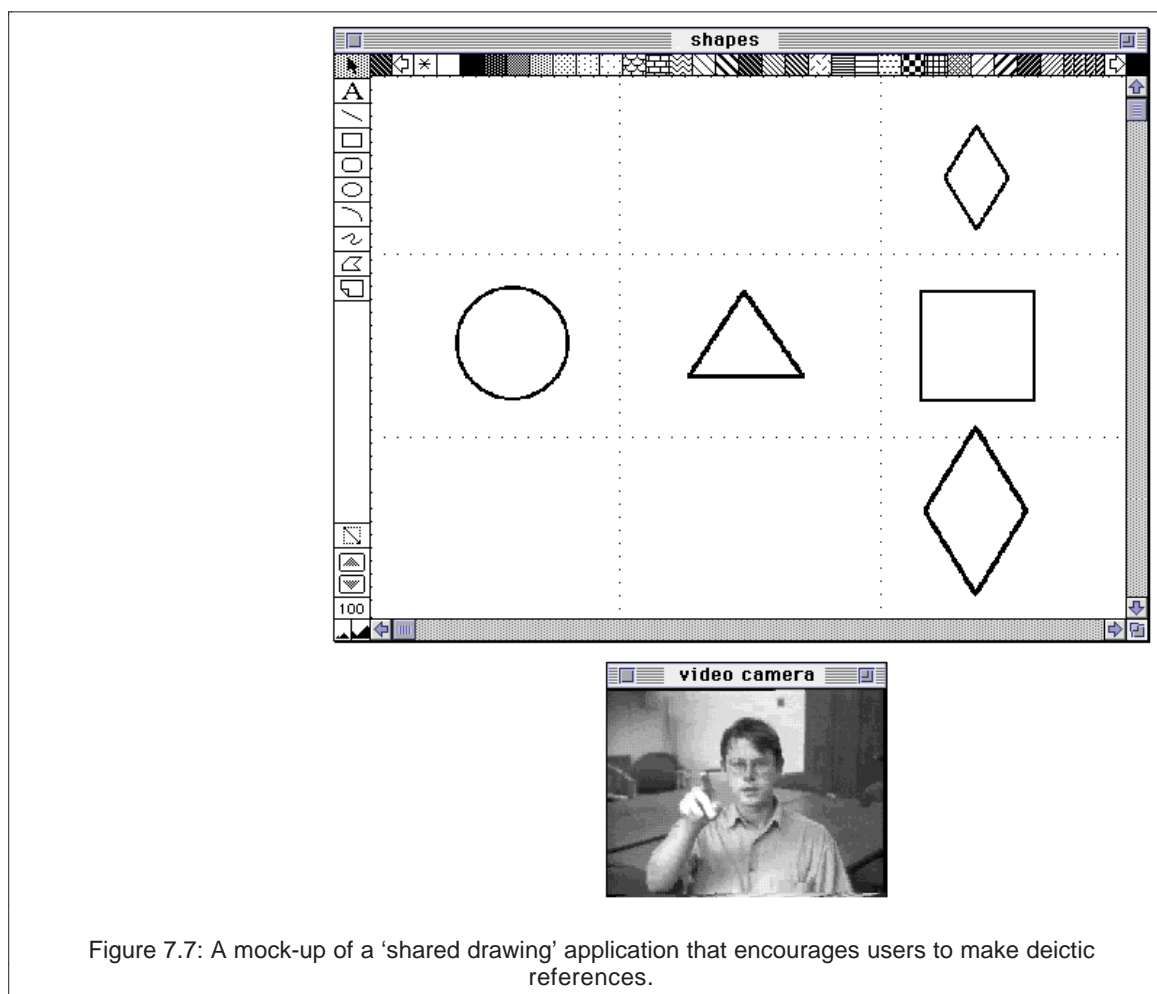 shapes
A
100
video camera
Figure 7.7: A mock-up of a ‘shared drawing’ application that encourages users to make deictic
references.